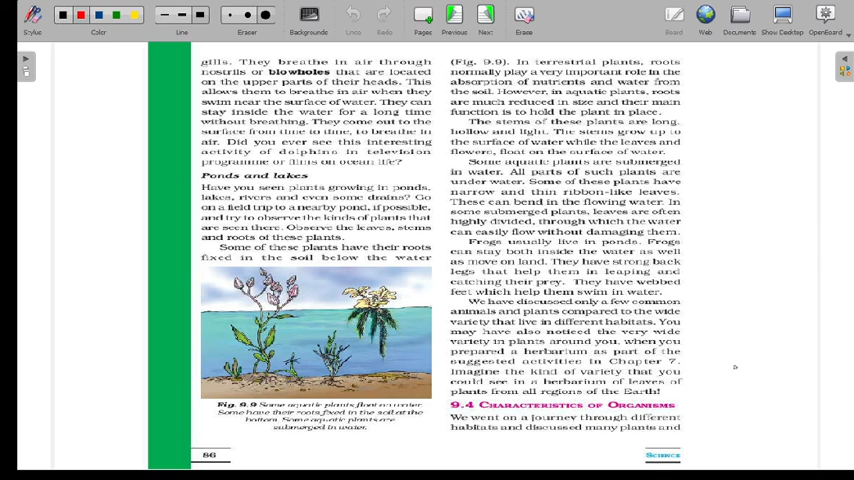 Stylus
Color
Line
Backgrounds
Undo
Redo
Pages
Previous
Next
Erase
Board
Web
Documents
Show Desktop
OpenBoard
gills. They breathe in air through
nostrils or blowholes that are located
on the upper parts of their heads. This
allows them to breathe in air when they
swim near the surface of water. They can
stay inside the water for a long time
without breathing. They come out to the
surface from time to time, to breathe in
air. Did you ever see this interesting
activity of dolphins in television
programme or films on ocean life?
Ponds and lakes
Have you seen plants growing in ponds,
lakes, rivers and even some drains? Go
on a field trip to a nearby pond, if possible,
and try to observe the kinds of plants that
are seen there. Observe the leaves, stems
and roots of these plants.
Some of these plants have their roots
fixed in the soil below the water
Fig. 9.9 Some aquatic plants float on water.
Some have their roots fixed in the soil at the
bottom. Some aquatic plants are
submerged in water.
86
(Fig. 9.9). In terrestrial plants, roots
normally play a very important role in the
absorption of nutrients and water from
the soil. However, in aquatic plants, roots
are much reduced in size and their main
function is to hold the plant in place.
The stems of these plants are long,
hollow and light. The stems grow up to
the surface of water while the leaves and
flowers, float on the surface of water.
Some aquatic plants are submerged
in water. All parts of such plants are
under water. Some of these plants have
narrow and thin ribbon-like leaves.
These can bend in the flowing water. In
some submerged plants, leaves are often
highly divided, through which the water
can easily flow without damaging them.
Frogs usually live in ponds. Frogs
can stay both inside the water as well
as move on land. They have strong back
legs that help them in leaping and
catching their prey. They have webbed
feet which help them swim in water.
We have discussed only a few common
animals and plants compared to the wide
variety that live in different habitats. You
may have also noticed the very wide
variety in plants around you, when you
prepared a herbarium as part of the
suggested activities in Chapter 7.
Imagine the kind of variety that you
could see in a herbarium of leaves of
plants from all regions of the Earth!
9.4 CHARACTERISTICS OF ORGANISMS
We went on a journey through different
habitats and discussed many plants and
SCIENCE